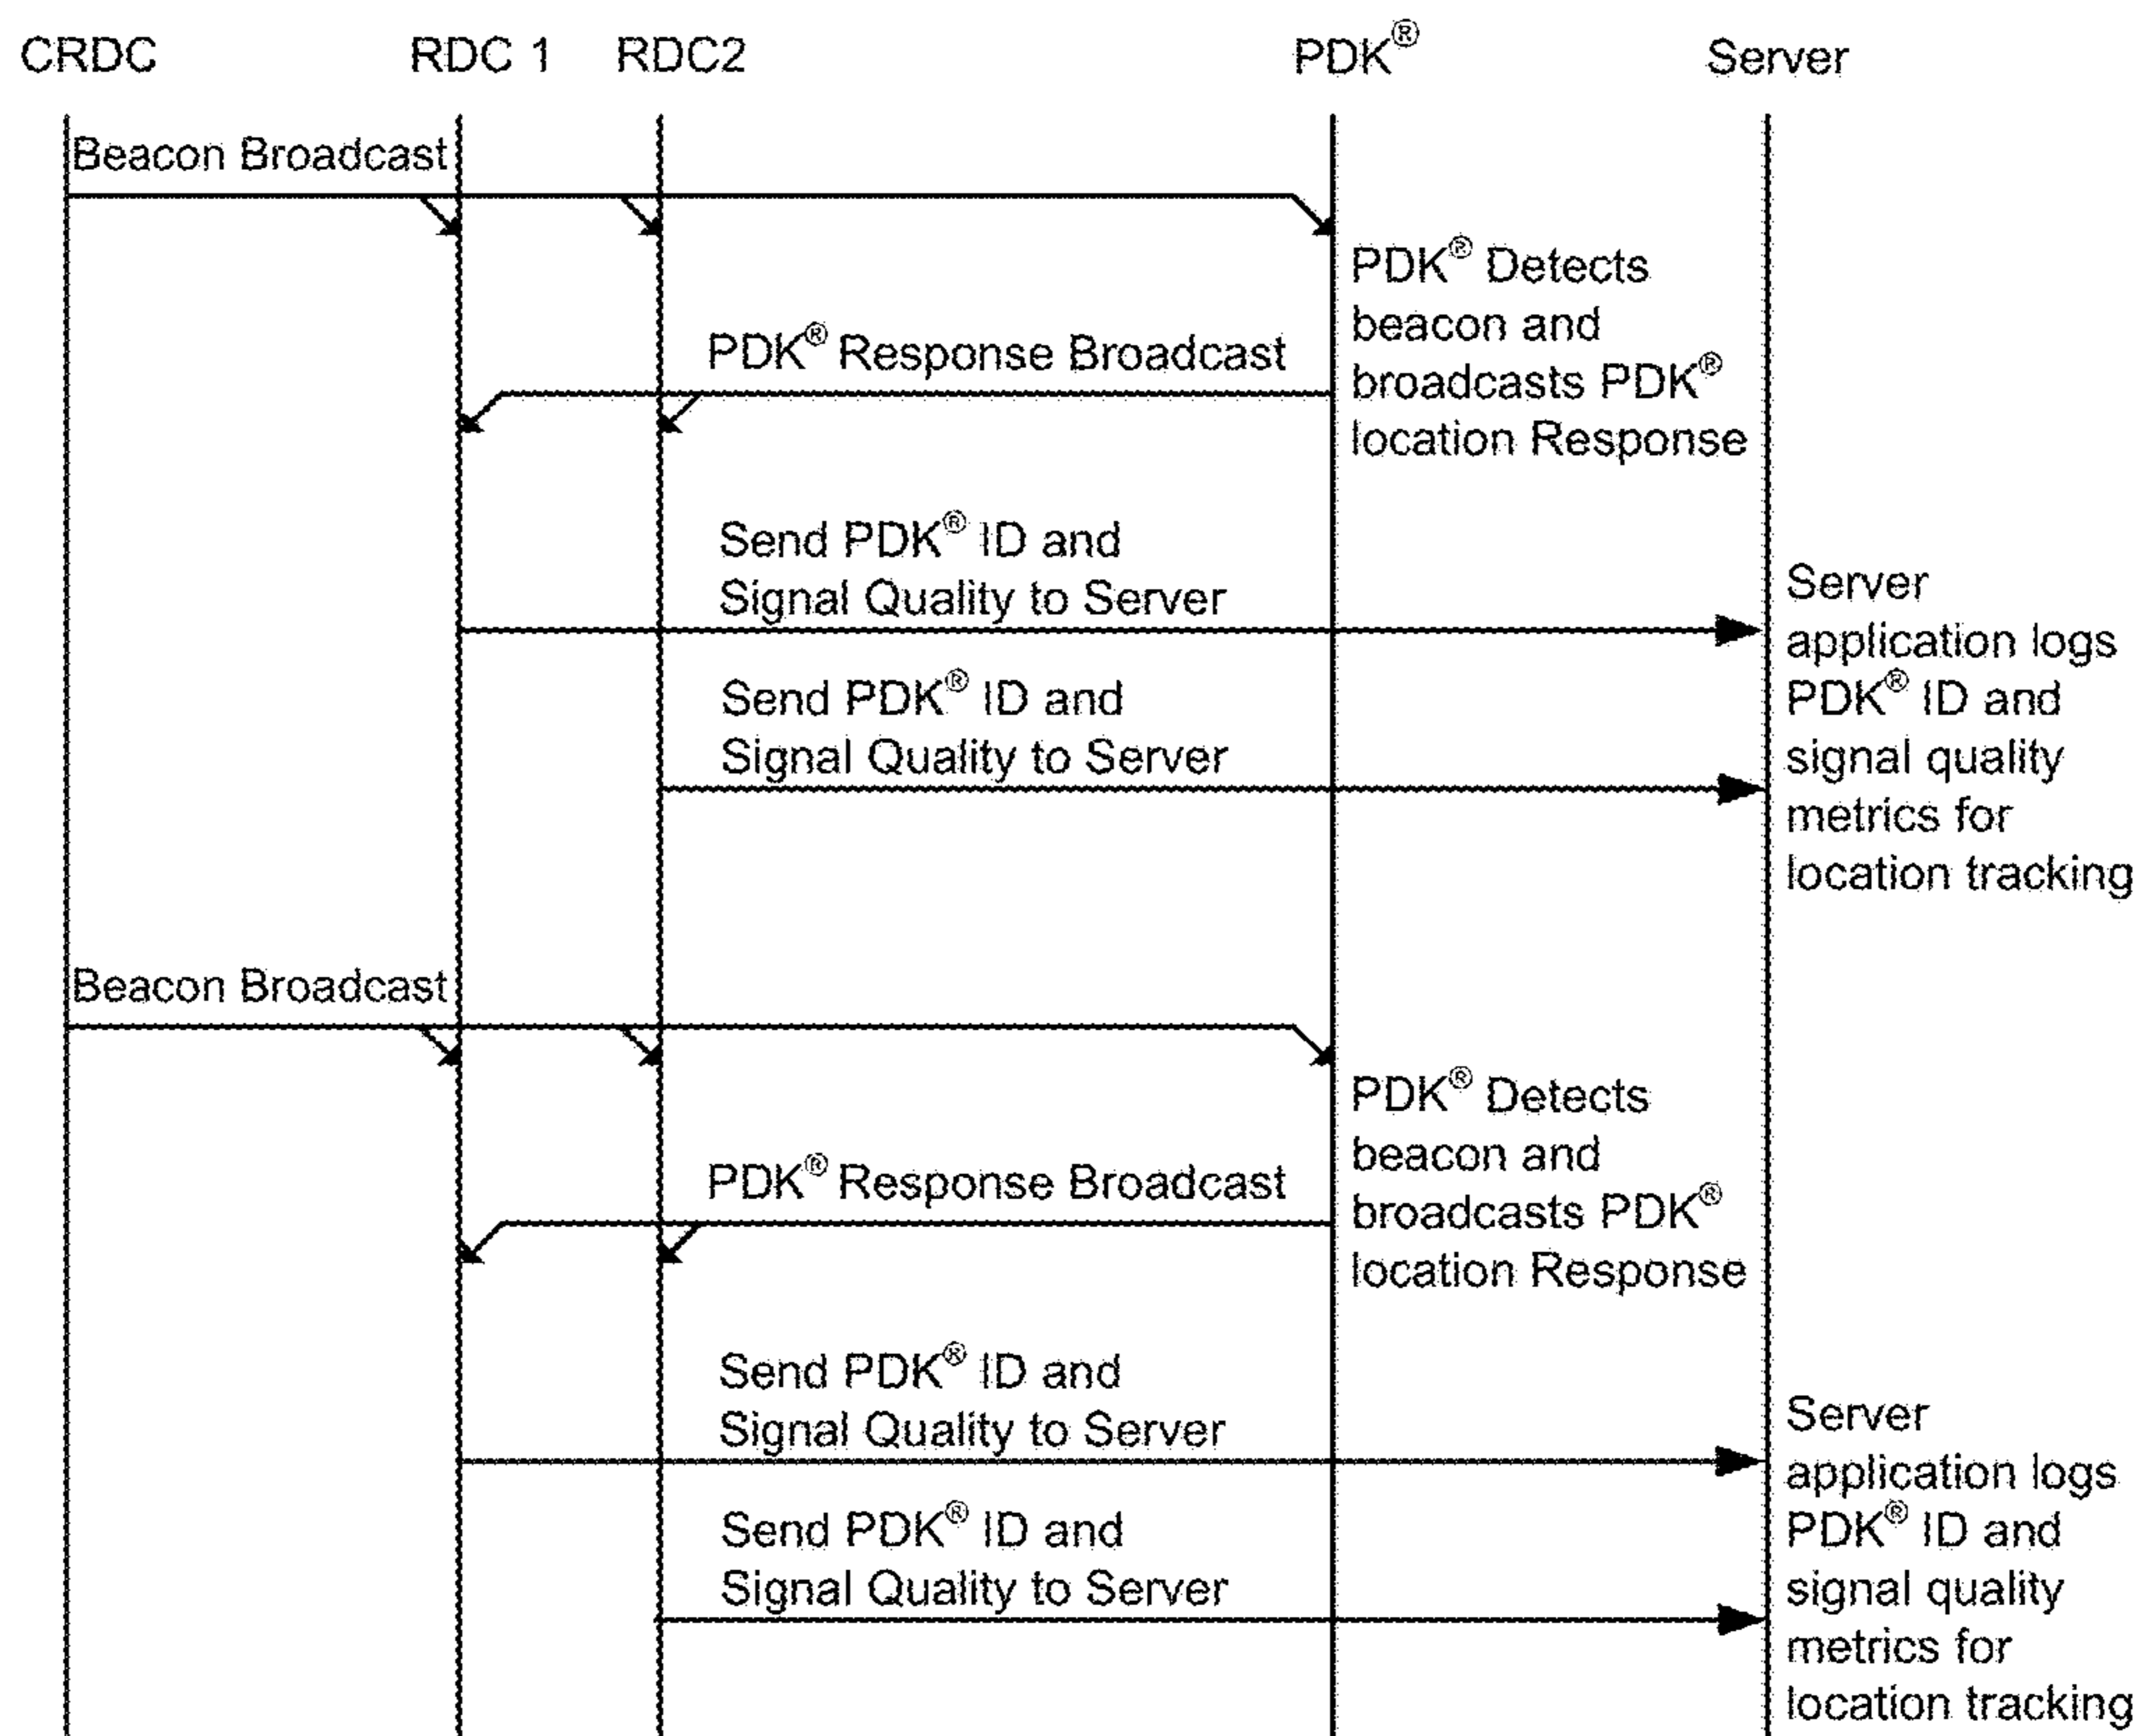 CRDC RDC 1 RDC2 PDK® Server
Beacon Broadcast
PDK® Detects
beacon and
broadcasts PDK®
location Response
PDK® Response Broadcast
Send PDK® ID and
Signal Quality to Server
Send PDK® ID and
Signal Quality to Server
Server
application logs
PDK® ID and
signal quality
metrics for
location tracking
Beacon Broadcast
PDK® Detects
beacon and
broadcasts PDK®
location Response
PDK® Response Broadcast
Send PDK® ID and
Signal Quality to Server
Send PDK® ID and
Signal Quality to Server
Server
application logs
PDK® ID and
signal quality
metrics for
location tracking